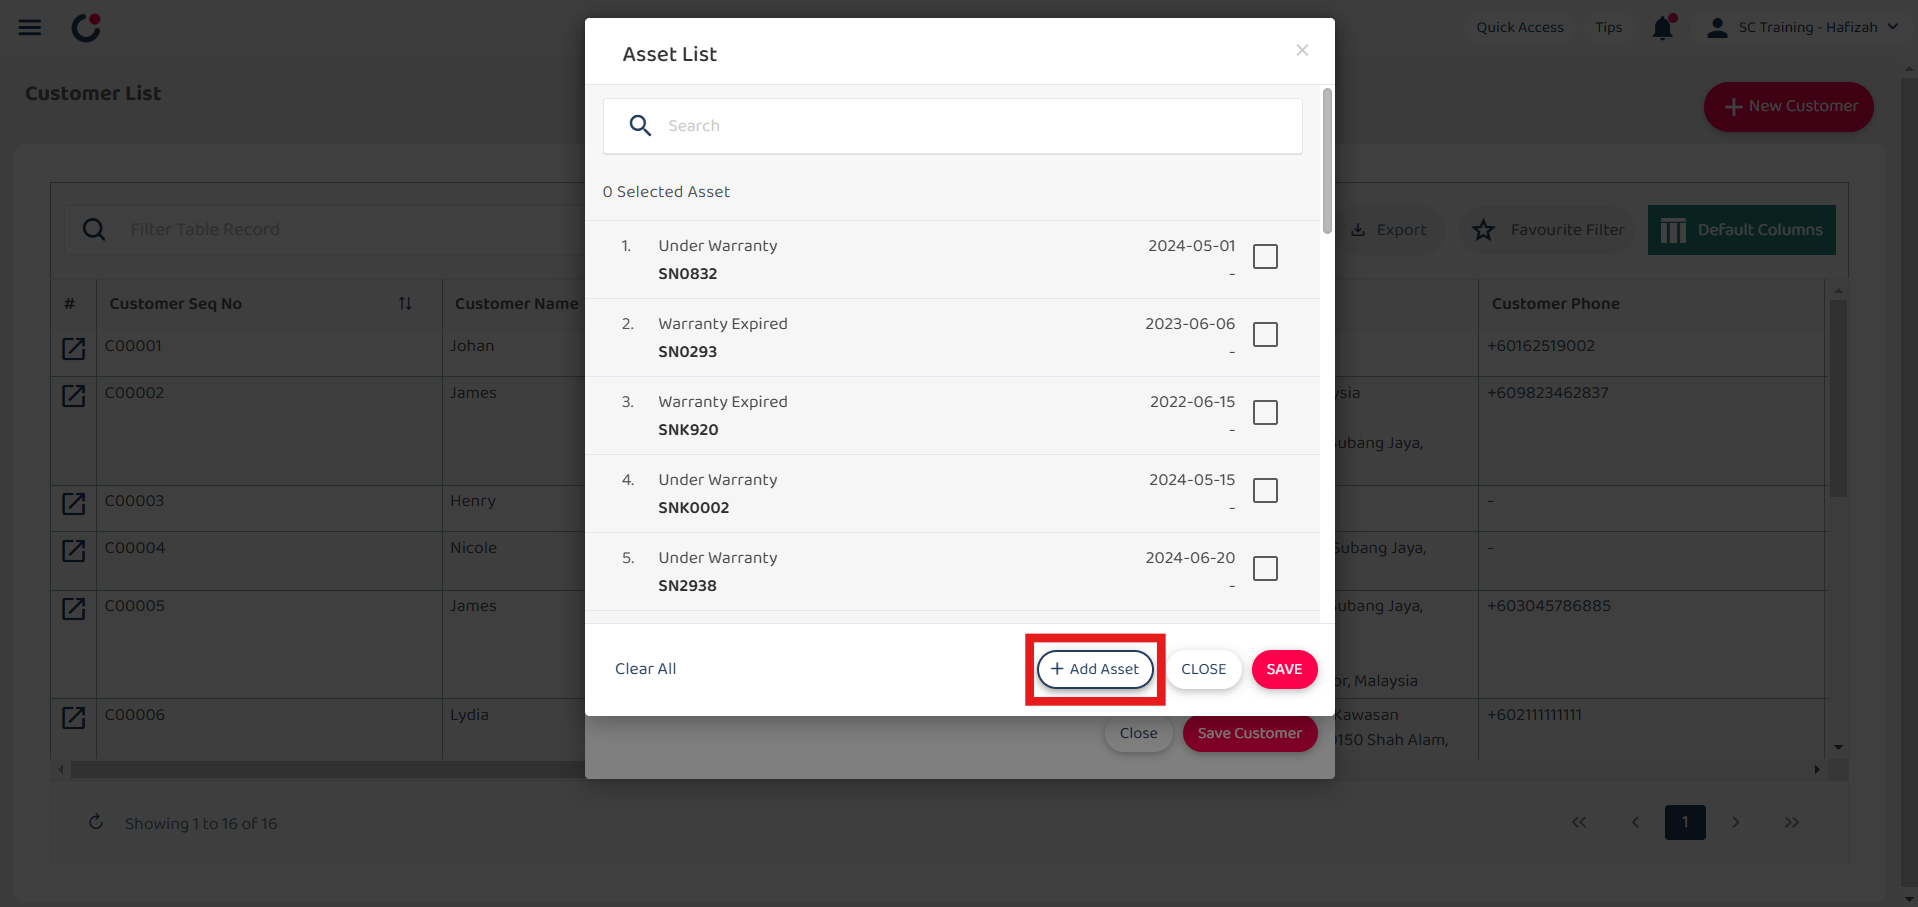 Quick Access Tips SC Training - Hafizah
Customer List
New Customer
Filter Table Record
Export Favourite Filter Default Columns
# Customer Seq No Customer Name Customer Phone
C00001 Johan +60162519002
C00002 James ysia +609823462837
ubang Jaya,
C00003 Henry -
C00004 Nicole Subang Jaya, -
C00005 James ubang Jaya, +603045786885
or, Malaysia
C00006 Lydia Kawasan +602111111111
150 Shah Alam,
Showing 1 to 16 of 16
1
Asset List
×
Search
0 Selected Asset
1. Under Warranty 2024-05-01
SN0832 -
2. Warranty Expired 2023-06-06
SN0293 -
3. Warranty Expired 2022-06-15
SNK920 -
4. Under Warranty 2024-05-15
SNK0002 -
5. Under Warranty 2024-06-20
SN2938 -
Clear All + Add Asset CLOSE SAVE
Close Save Customer